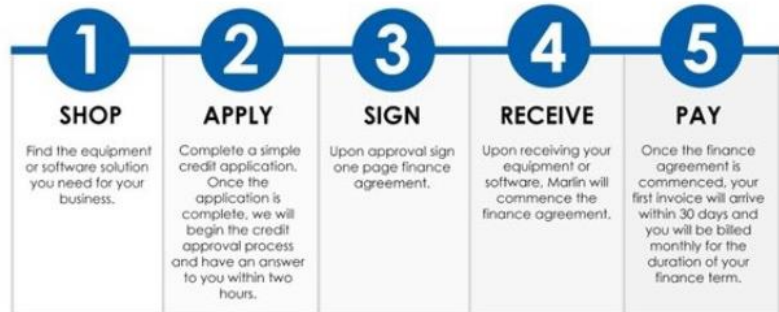 1
SHOP
Find the equipment
or software solution
you need for your
business.
2
APPLY
Complete a simple
credit application.
Once the
application is
complete, we will
begin the credit
approval process
and have an answer
to you within two
hours.
3
SIGN
Upon approval sign
one page finance
agreement.
4
RECEIVE
Upon receiving your
equipment or
software, Marlin will
commence the
finance agreement.
5
PAY
Once the finance
agreement is
commenced, your
first invoice will arrive
within 30 days and
you will be billed
monthly for the
duration of your
finance term.